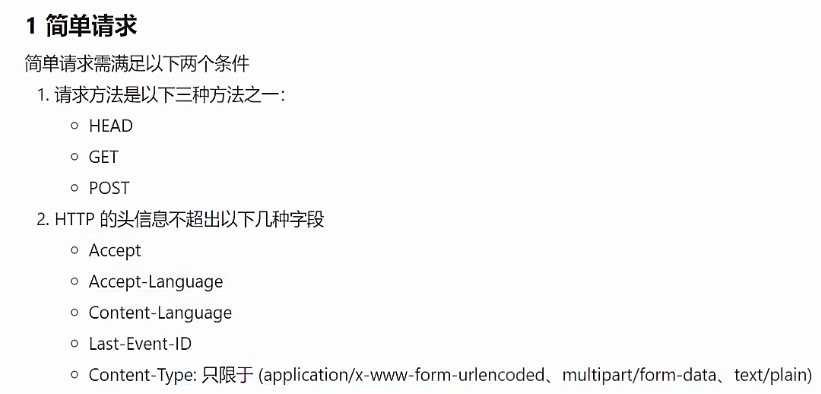 1 简单请求
简单请求需满足以下两个条件
1. 请求方法是以下三种方法之一：
HEAD
GET
POST
2. HTTP 的头信息不超出以下几种字段
Accept
Accept-Language
Content-Language
Last-Event-ID
Content-Type: 只限于 (application/x-www-form-urlencoded、multipart/form-data、text/plain)